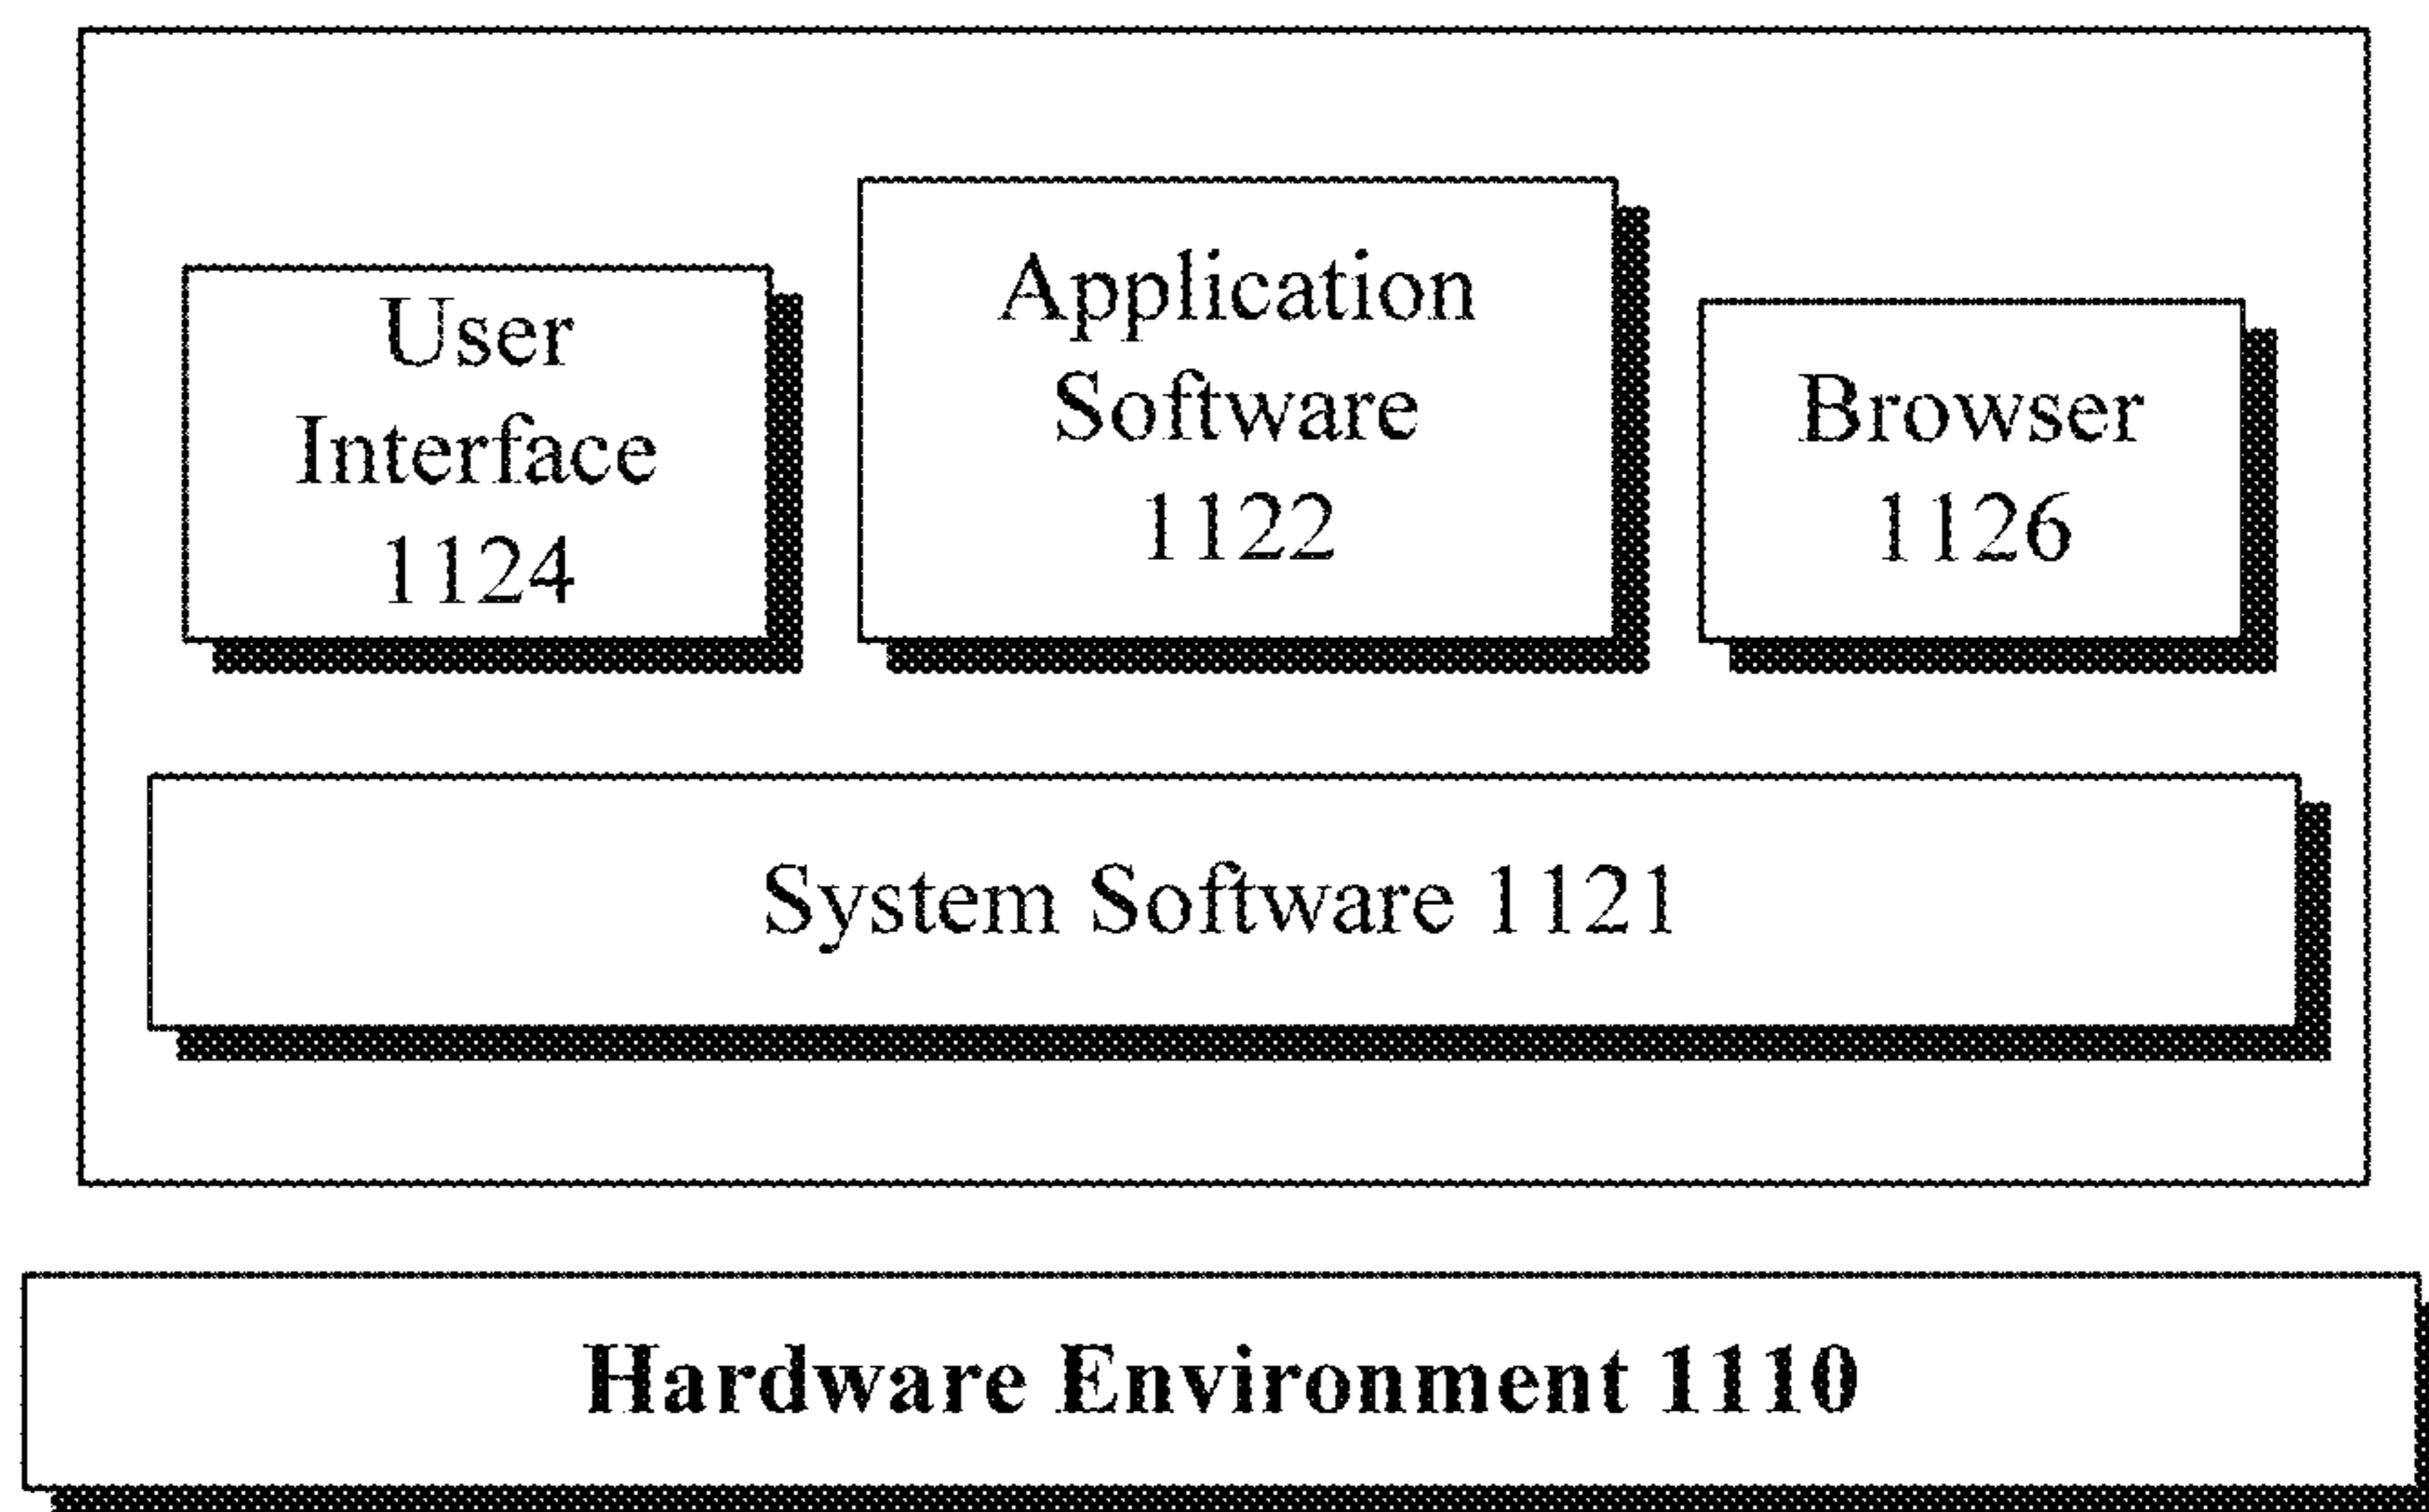 User
Interface
1124
Application
Software
1122
Browser
1126
System Software 1121
Hardware Environment 1110